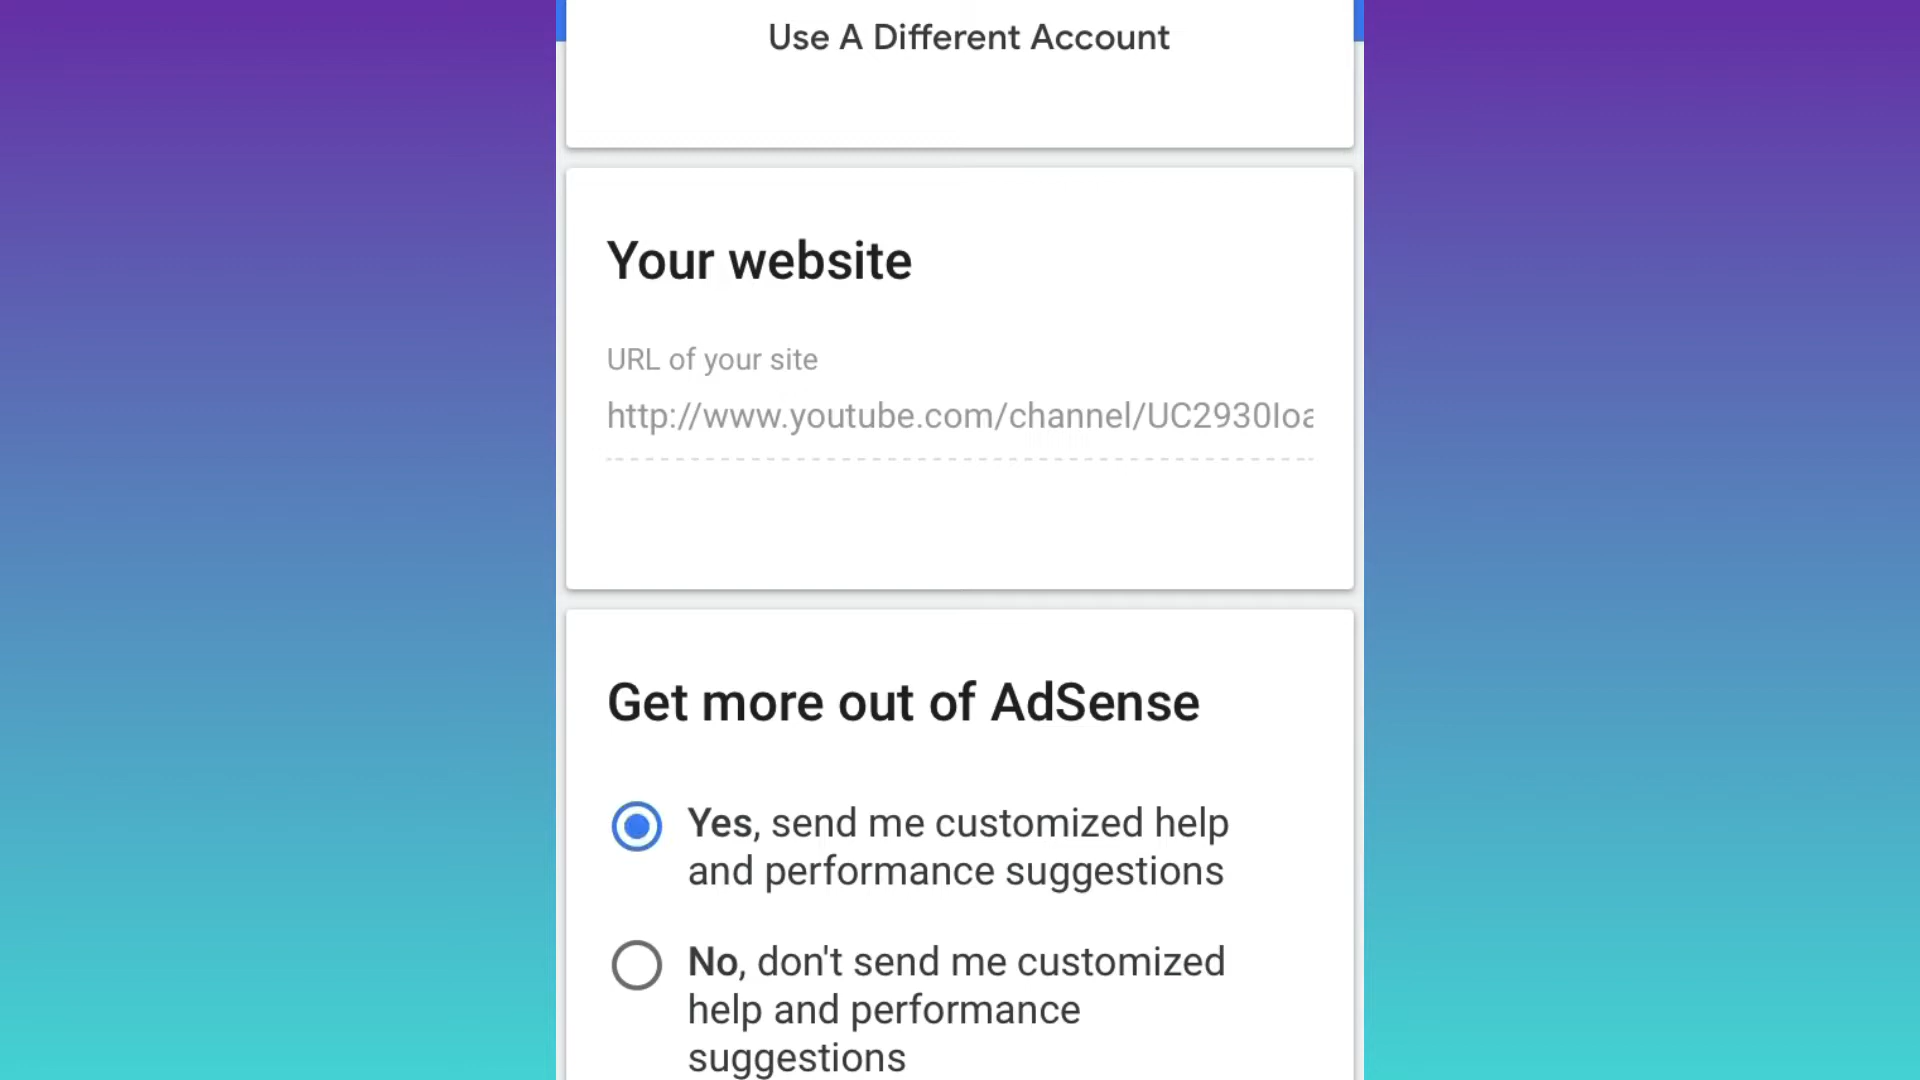 Use A Different Account
Your website
URL of your site
http://www.youtube.com/channel/UC2930Ioa
Get more out of AdSense
Yes, send me customized help
and performance suggestions
No, don't send me customized
help and performance
suggestions